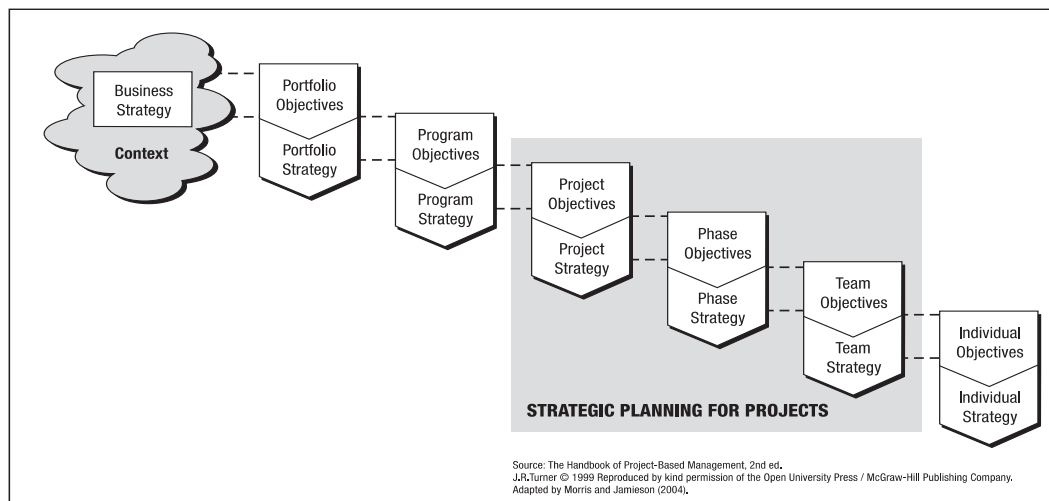 Business
Strategy
Context
Portfolio
Objectives
Portfolio
Strategy
Program
Objectives
Program
Strategy
Project
Objectives
Project
Strategy
Phase
Objectives
Phase
Strategy
Team
Objectives
Team
Strategy
Individual
Objectives
Individual
Strategy
STRATEGIC PLANNING FOR PROJECTS
Source: The Handbook of Project-Based Management, 2nd ed.
J.R.Turner © 1999 Reproduced by kind permission of the Open University Press / McGraw-Hill Publishing Company.
Adapted by Morris and Jamieson (2004).